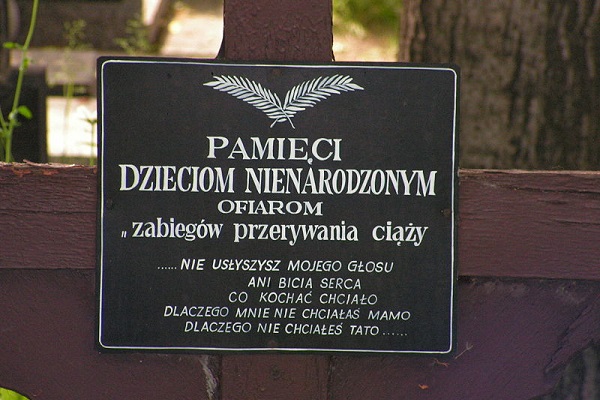 PAMIĘCI
DZIECIOM NIENARODZONYM
OFIAROM
„zabiegów przerywania ciąży
......NIE USŁYSZYSZ MOJEGO GŁOSU
ANI BICIA SERCA
CO KOCHAĆ CHCIAŁO
DLACZEGO MNIE NIE CHCIAŁAŚ MAMO
DLACZEGO NIE CHCIAŁEŚ TATO......